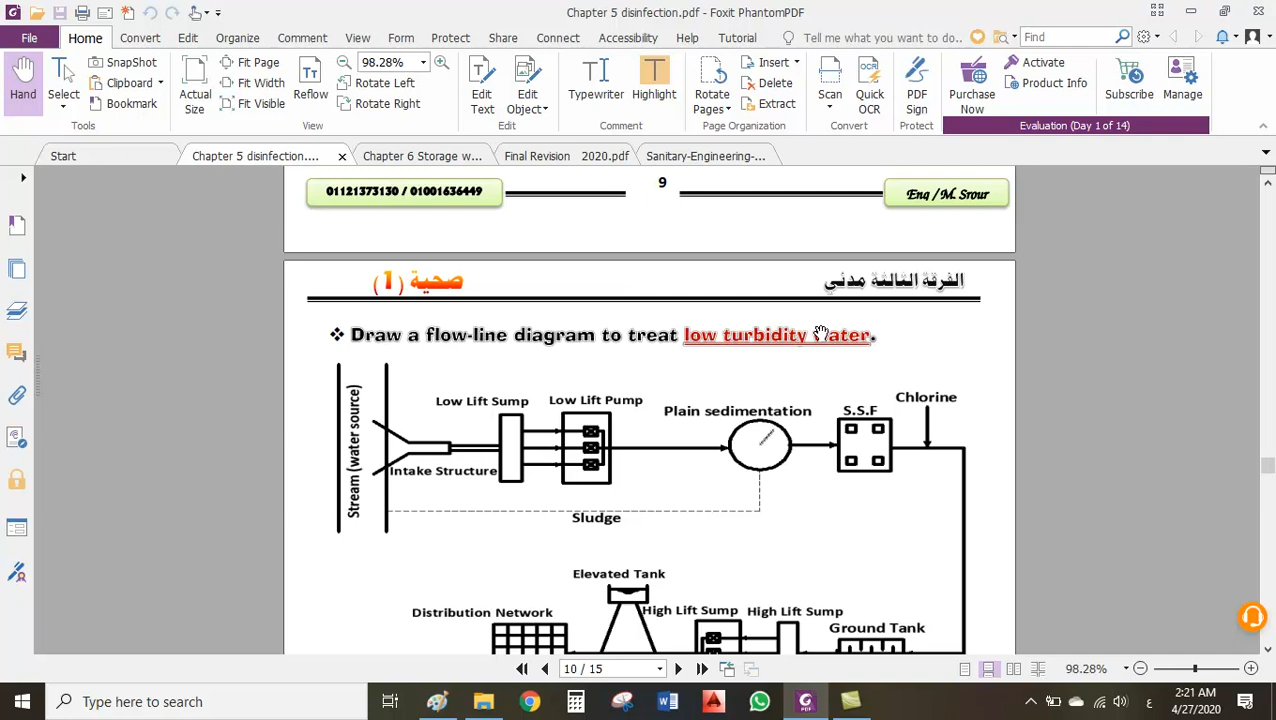 Chapter 5 disinfection.pdf - Foxit PhantomPDF
File Home Convert Edit Organize Comment View Form Protect Share Connect Accessibility Help Tutorial Tell me what you want to do.. Find
Hand
Select
SnapShot
Clipboard
Bookmark
Tools
Actual Size
Fit Page
Fit Width
Fit Visible
Reflow
98.28%
Rotate Left
Rotate Right
View
Edit Text
Edit Object
Edit
Typewriter
Highlight
Comment
Rotate Pages
Insert
Delete
Extract
Page Organization
Scan
Quick OCR
Convert
PDF Sign
Protect
Purchase Now
Activate
Product Info
Subscribe
Manage
Evaluation (Day 1 of 14)
Start
Chapter 5 disinfection....
Chapter 6 Storage w...
Final Revision 2020.pdf
Sanitary-Engineering-...
01121373130 / 01001636449
9
Enq / M. Srour
الفرقة الثالثة مدني
صحية (1)
❖ Draw a flow-line diagram to treat low turbidity water.
Stream (water source)
Intake Structure
Low Lift Sump
Low Lift Pump
Plain sedimentation
S.S.F
Chlorine
Sludge
Elevated Tank
Distribution Network
High Lift Sump
High Lift Sump
Ground Tank
10 / 15
98.28%
Type here to search
ع
2:21 AM
4/27/2020